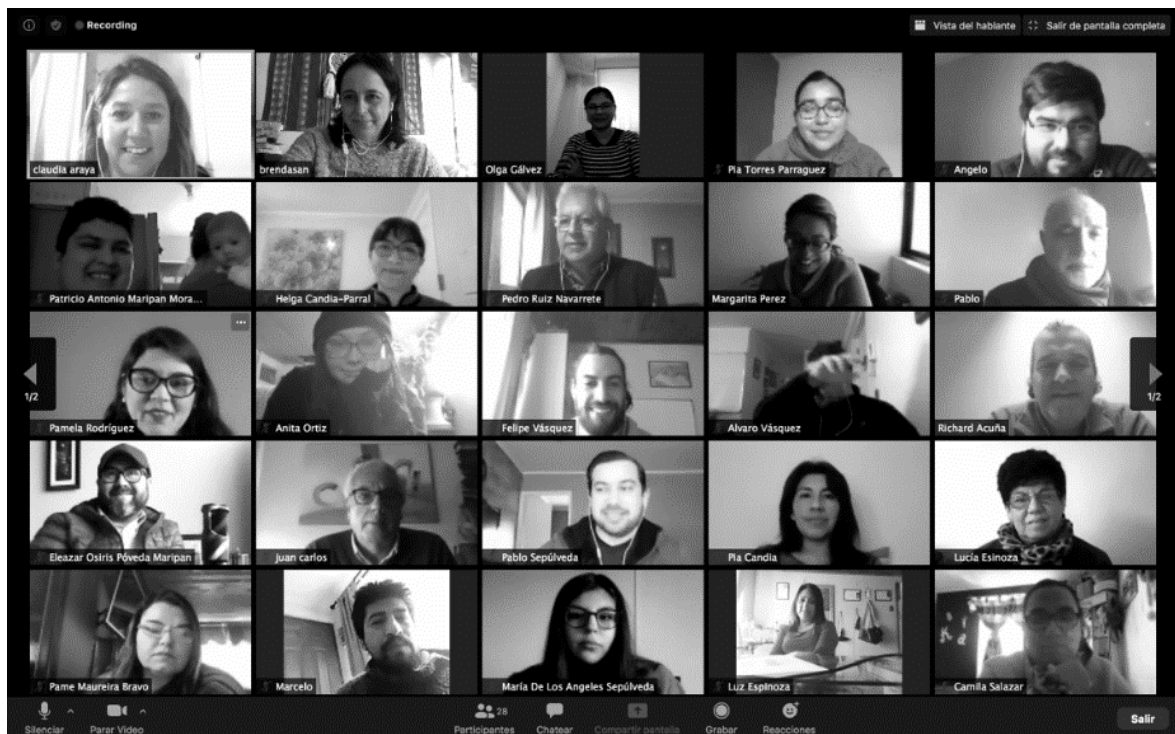 Recording
Vista del hablante
Salir de pantalla completa
claudia araya
brendasan
Olga Gálvez
Pia Torres Parraguez
Angelo
Patricio Antonio Maripan Mora...
Helga Candia-Parral
Pedro Ruiz Navarrete
Margarita Perez
Pablo
Pamela Rodríguez
Anita Ortiz
Felipe Vásquez
Alvaro Vásquez
Richard Acuña
1/2
1/2
Eleazar Osiris Póveda Maripan
juan carlos
Pablo Sepúlveda
Pia Candia
Lucía Esinoza
Pame Maureira Bravo
Marcelo
María De Los Angeles Sepúlveda
Luz Espinoza
Camila Salazar
Silenciar
Parar Video
Participantes
28
Chatear
Compartir pantalla
Grabar
Reacciones
Salir